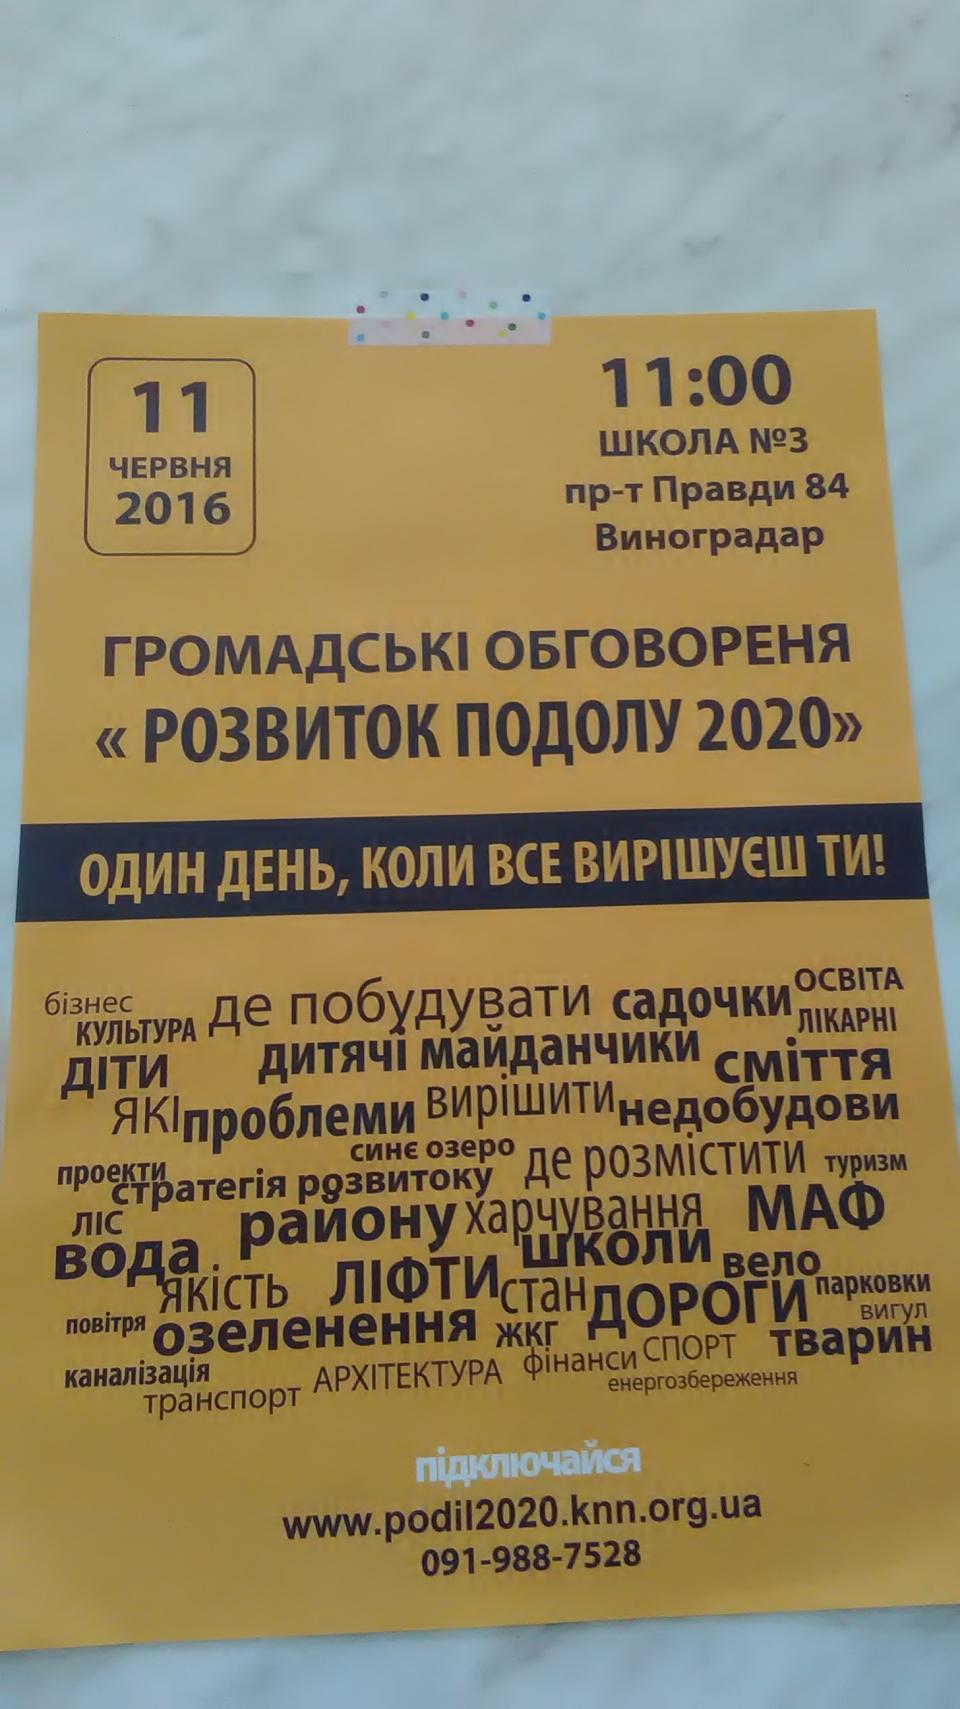 11
ЧЕРВНЯ
2016
11:00
ШКОЛА №3
пр-т Правди 84
Виноградар
ГРОМАДСЬКІ ОБГОВОРЕНЯ
« РОЗВИТОК ПОДОЛУ 2020»
ОДИН ДЕНЬ, КОЛИ ВСЕ ВИРІШУЄШ ТИ!
бізнес де побудувати садочки ОСВІТА
КУЛЬТУРА ЛІКАРНІ
ДІТИ дитячі майданчики сміття
ЯКІ проблеми вирішити недобудови
синє озеро де розмістити туризм
проекти стратегія розвитку
ліс району харчування МАФ
вода школи вело
якість ЛІФТИ стан ДОРОГИ парковки
повітря озеленення жкг вигул
каналізація фінанси СПОРТ тварин
транспорт АРХІТЕКТУРА енергозбереження
підключайся
www.podil2020.knn.org.ua
091-988-7528